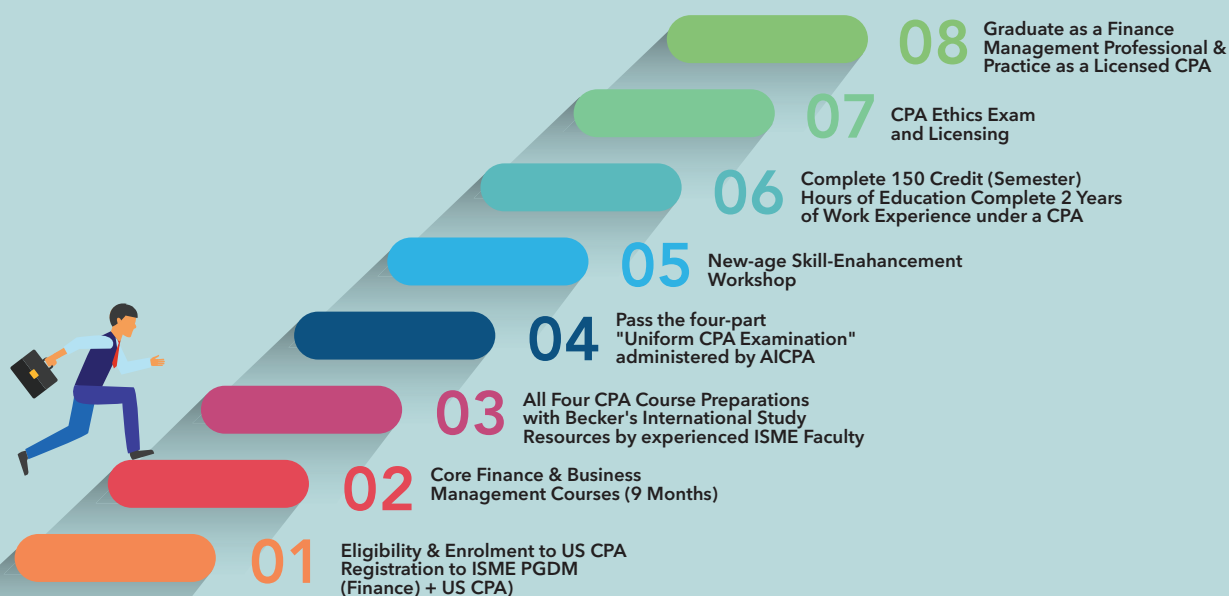 08
Graduate as a Finance
Management Professional &
Practice as a Licensed CPA
07
CPA Ethics Exam
and Licensing
06
Complete 150 Credit (Semester)
Hours of Education Complete 2 Years
of Work Experience under a CPA
05
New-age Skill-Enahancement
Workshop
04
Pass the four-part
"Uniform CPA Examination"
administered by AICPA
03
All Four CPA Course Preparations
with Becker's International Study
Resources by experienced ISME Faculty
02
Core Finance & Business
Management Courses (9 Months)
01
Eligibility & Enrolment to US CPA
Registration to ISME PGDM
(Finance) + US CPA)